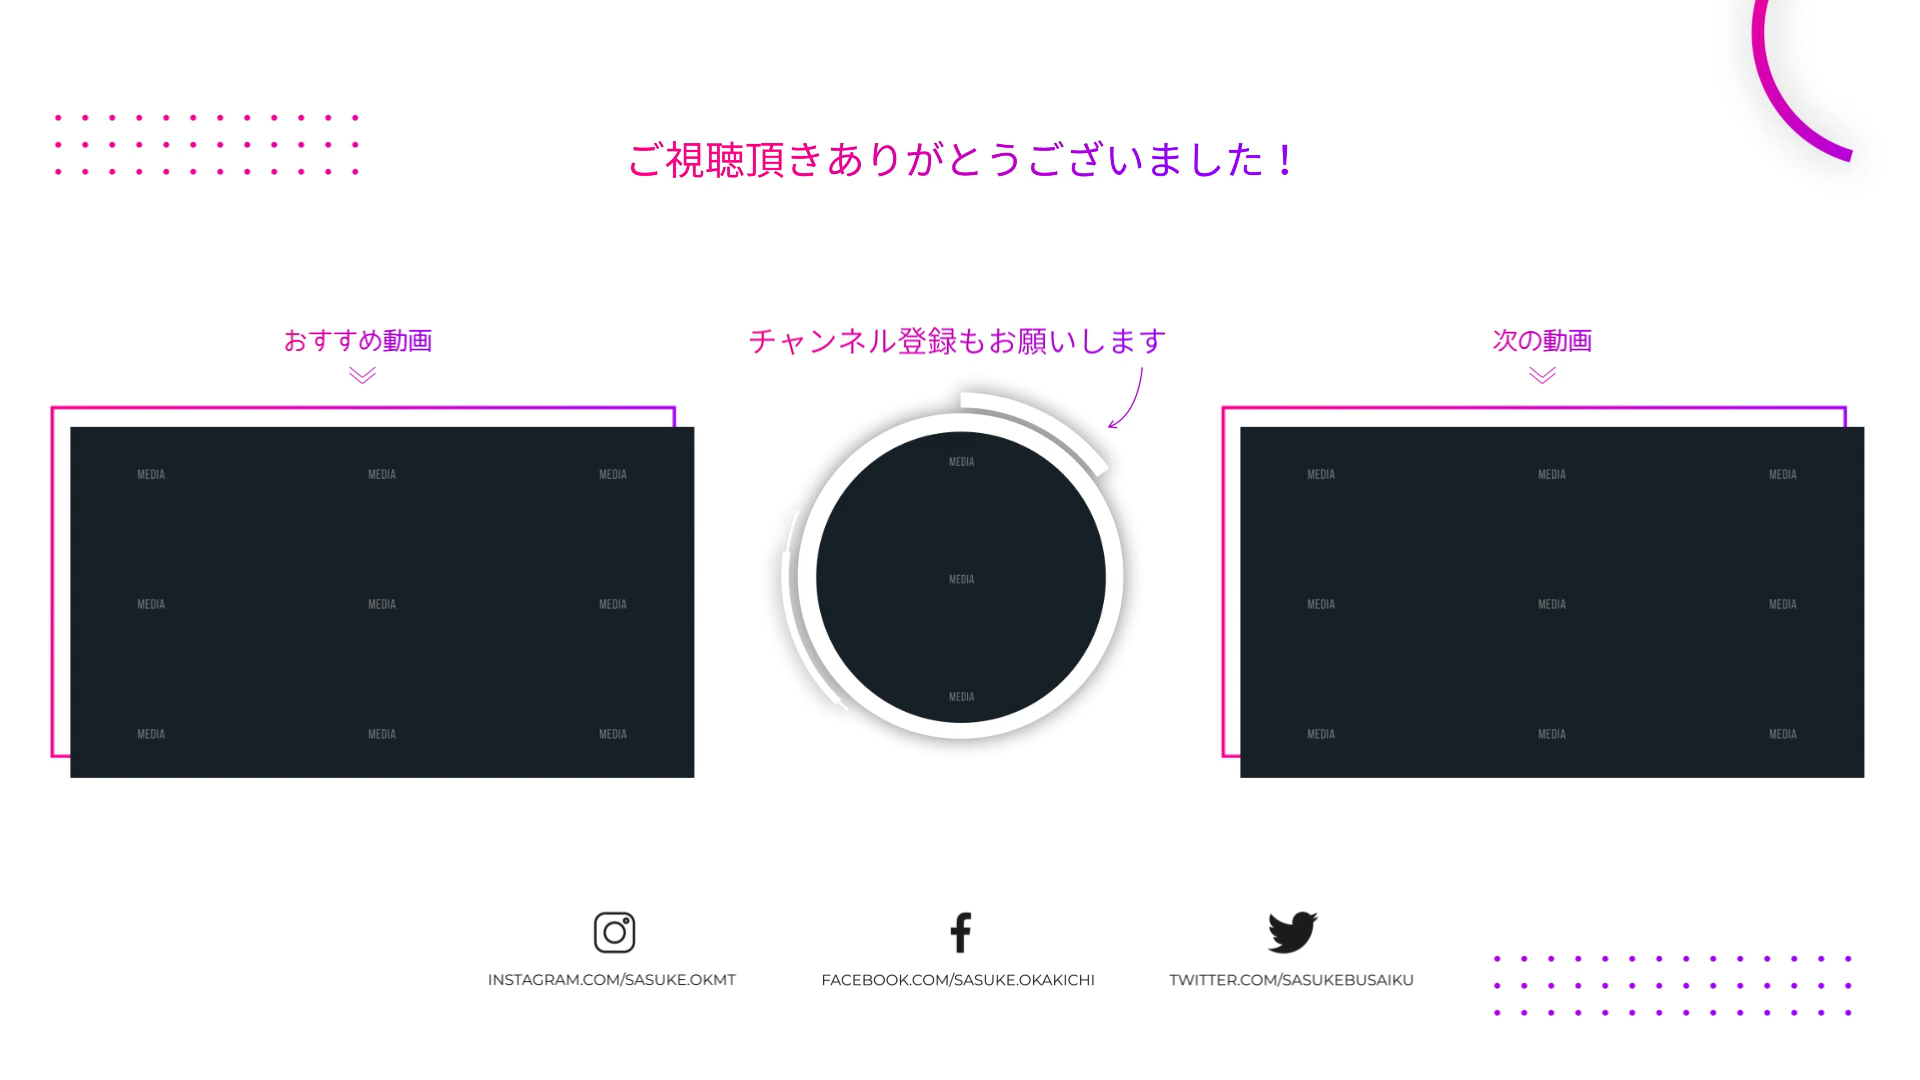 ご視聴頂きありがとうございました！
おすすめ動画
チャンネル登録もお願いします
次の動画
MEDIA MEDIA MEDIA
MEDIA MEDIA MEDIA
MEDIA MEDIA MEDIA
MEDIA
MEDIA
MEDIA
MEDIA MEDIA MEDIA
MEDIA MEDIA MEDIA
MEDIA MEDIA MEDIA
INSTAGRAM.COM/SASUKE.OKMT
FACEBOOK.COM/SASUKE.OKAKICHI
TWITTER.COM/SASUKEBUSAIKU